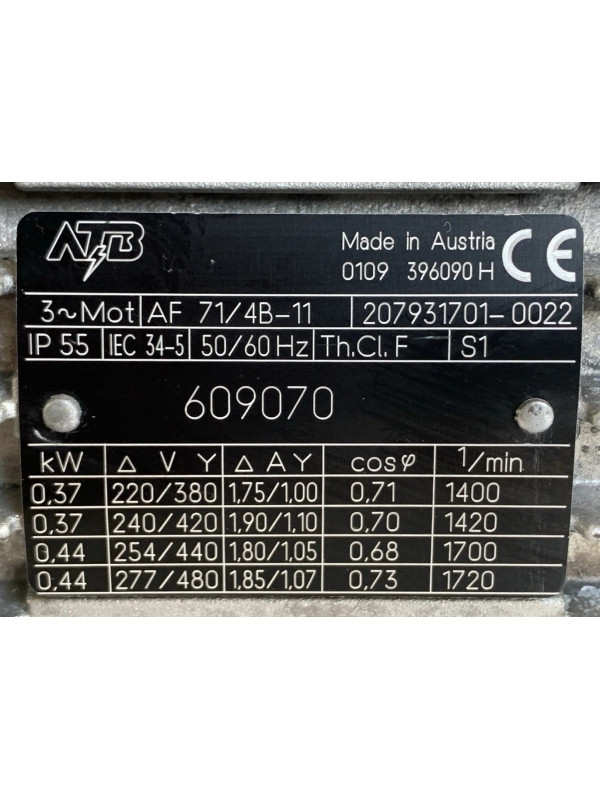 ATB
Made in Austria
0109 396090 H CE
3~Mot AF 71/4B-11 207931701-0022
IP 55 IEC 34-5 50/60 Hz Th.Cl. F S1
609070
kW Δ V Y Δ A Y cosφ 1/min
0,37 220/380 1,75/1,00 0,71 1400
0,37 240/420 1,90/1,10 0,70 1420
0,44 254/440 1,80/1,05 0,68 1700
0,44 277/480 1,85/1,07 0,73 1720